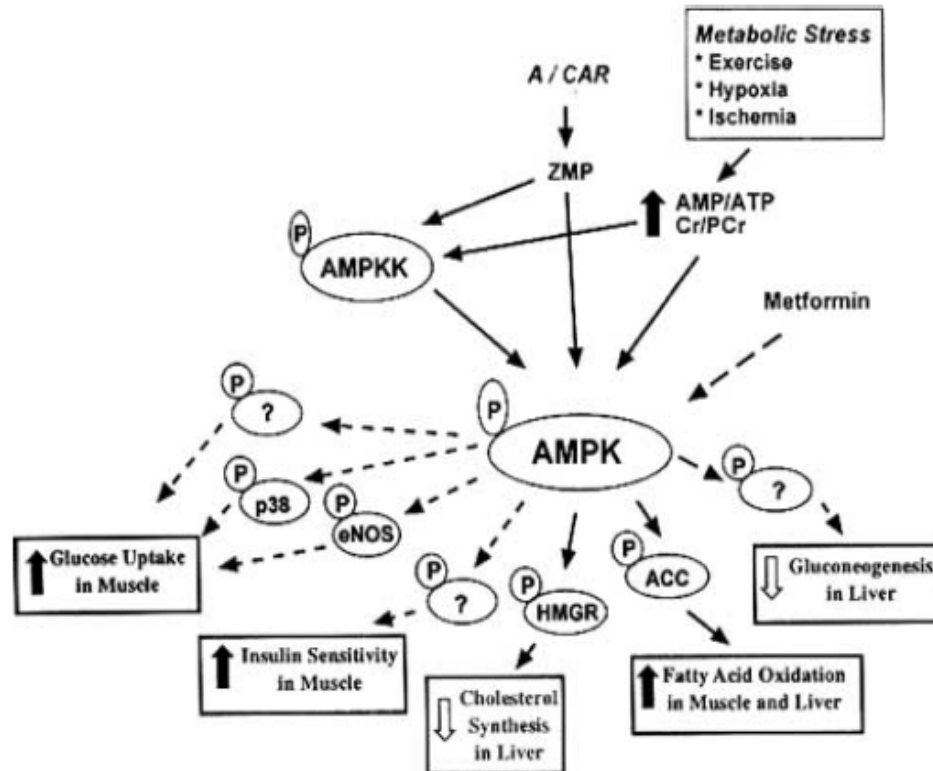 Metabolic Stress
* Exercise
* Hypoxia
* Ischemia
A / CAR
ZMP
AMP/ATP
Cr/PCr
P
AMPKK
Metformin
P
AMPK
P
?
P
p38
P
eNOS
P
?
P
HMGR
P
ACC
P
?
Glucose Uptake
in Muscle
Insulin Sensitivity
in Muscle
Cholesterol
Synthesis
in Liver
Fatty Acid Oxidation
in Muscle and Liver
Gluconeogenesis
in Liver